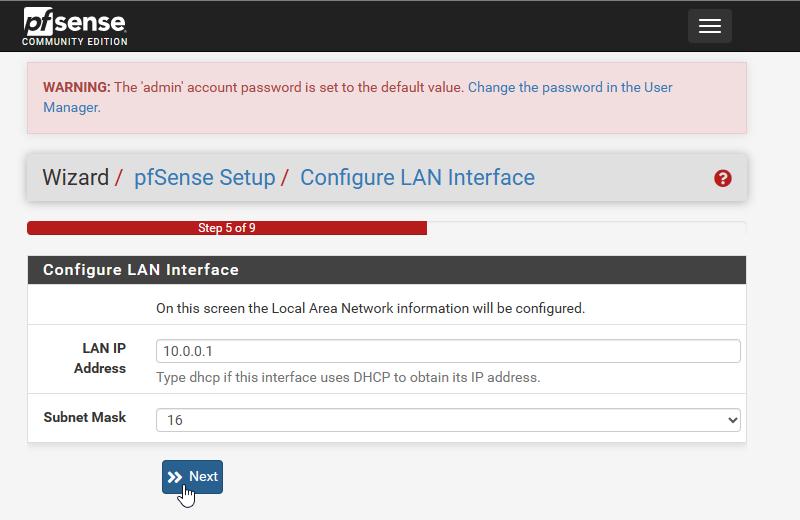 pfsense
COMMUNITY EDITION
WARNING: The 'admin' account password is set to the default value. Change the password in the User
Manager.
Wizard / pfSense Setup / Configure LAN Interface
Step 5 of 9
Configure LAN Interface
On this screen the Local Area Network information will be configured.
LAN IP
Address
10.0.0.1
Type dhcp if this interface uses DHCP to obtain its IP address.
Subnet Mask
16
Next